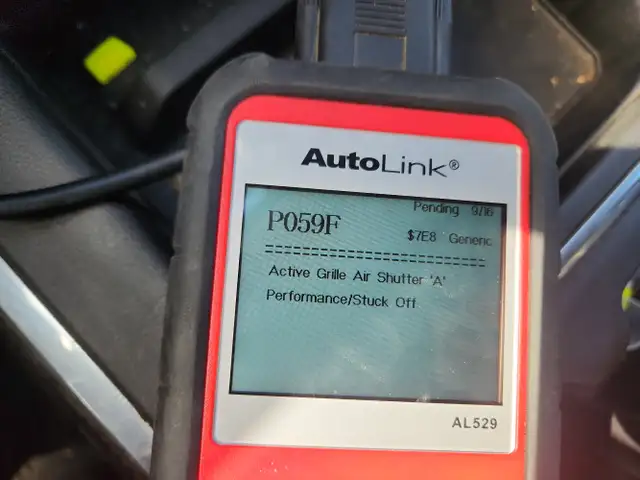 AutoLink®
Pending 9/16
P059F
$7E8 Generic
================================
Active Grille Air Shutter 'A'
Performance/Stuck Off
AL529